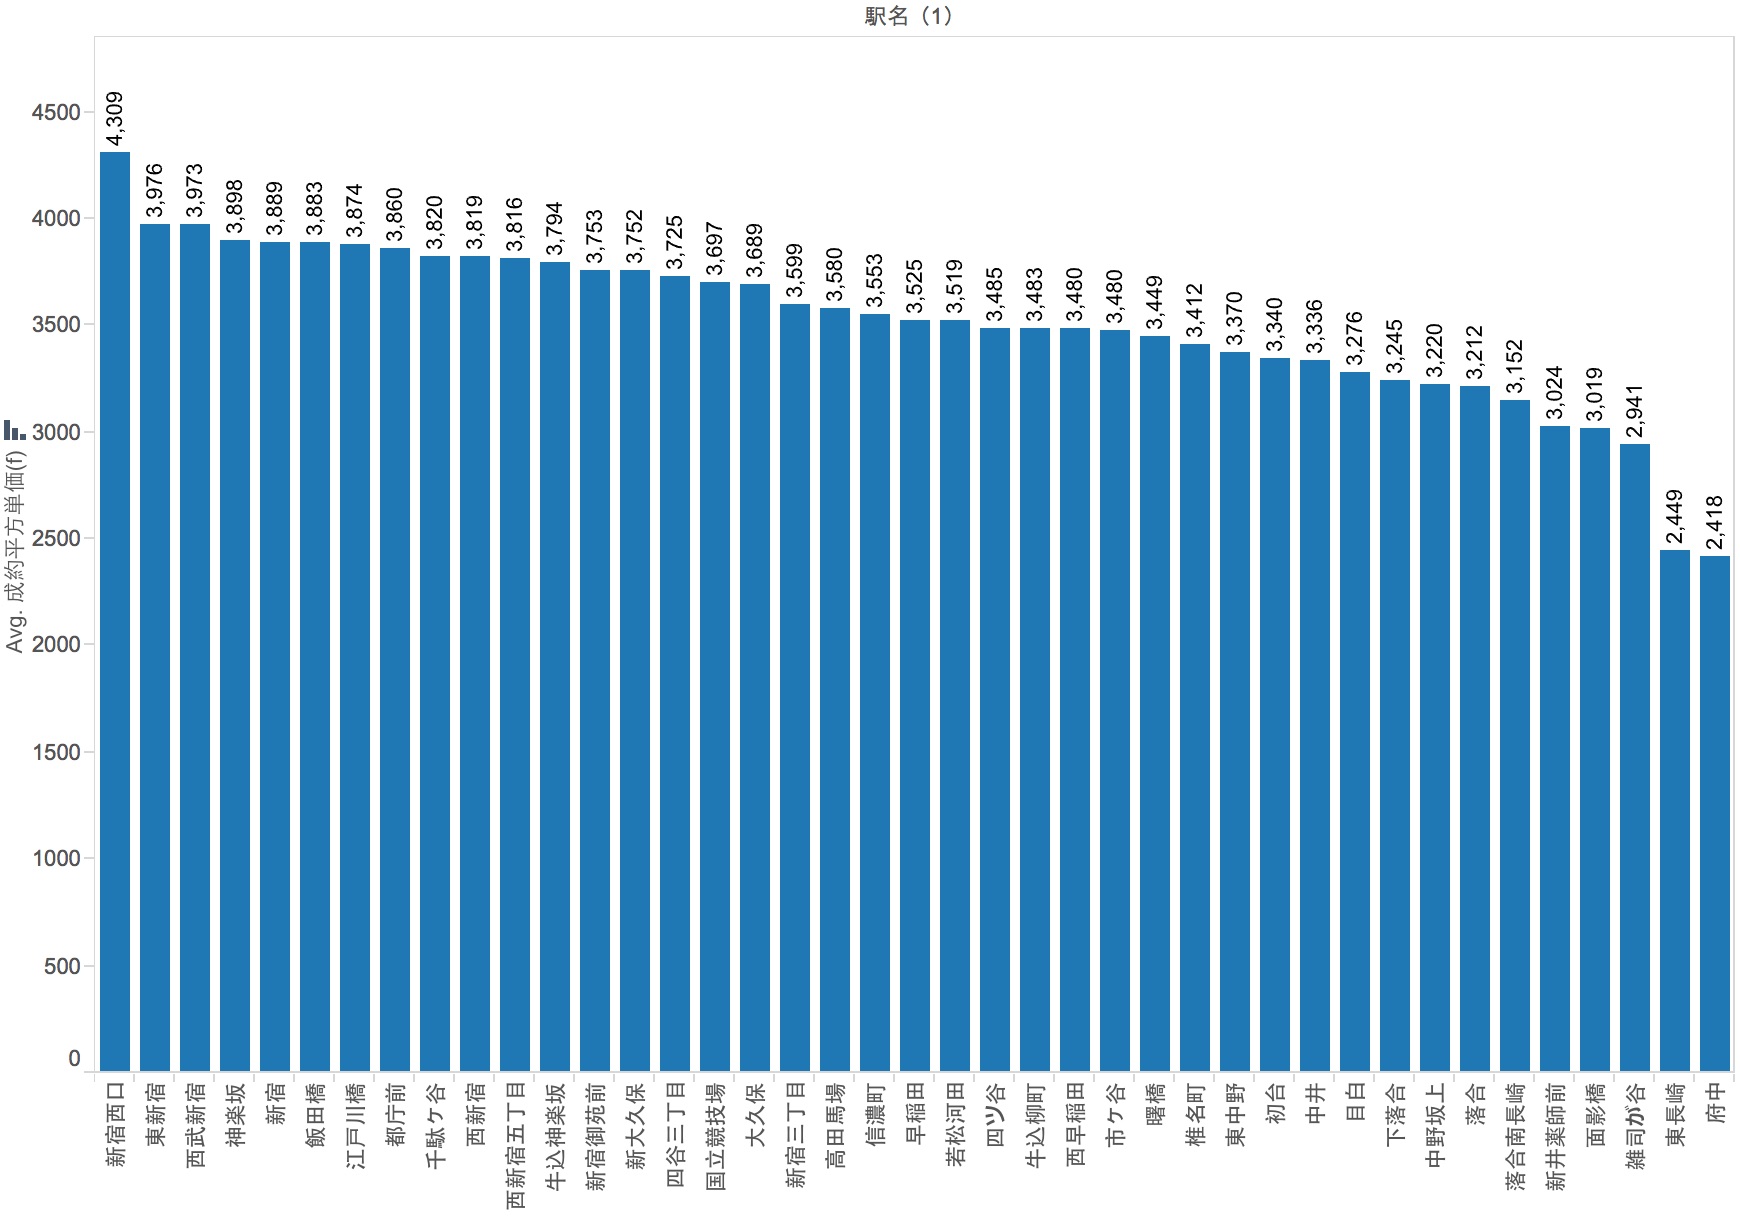 駅名（1）
Avg. 成約平方単価(f)
4500
4000
3500
3000
2500
2000
1500
1000
500
0
4,309
3,976
3,973
3,898
3,889
3,883
3,874
3,860
3,820
3,819
3,816
3,794
3,753
3,752
3,725
3,697
3,689
3,599
3,580
3,553
3,525
3,519
3,485
3,483
3,480
3,480
3,449
3,412
3,370
3,340
3,336
3,276
3,245
3,220
3,212
3,152
3,024
3,019
2,941
2,449
2,418
新宿西口
東新宿
西武新宿
神楽坂
新宿
飯田橋
江戸川橋
都庁前
千駄ケ谷
西新宿
西新宿五丁目
牛込神楽坂
新宿御苑前
新大久保
四谷三丁目
国立競技場
大久保
新宿三丁目
高田馬場
信濃町
早稲田
若松河田
四ツ谷
牛込柳町
西早稲田
市ケ谷
曙橋
椎名町
東中野
初台
中井
目白
下落合
中野坂上
落合
落合南長崎
新井薬師前
面影橋
雑司が谷
東長崎
府中